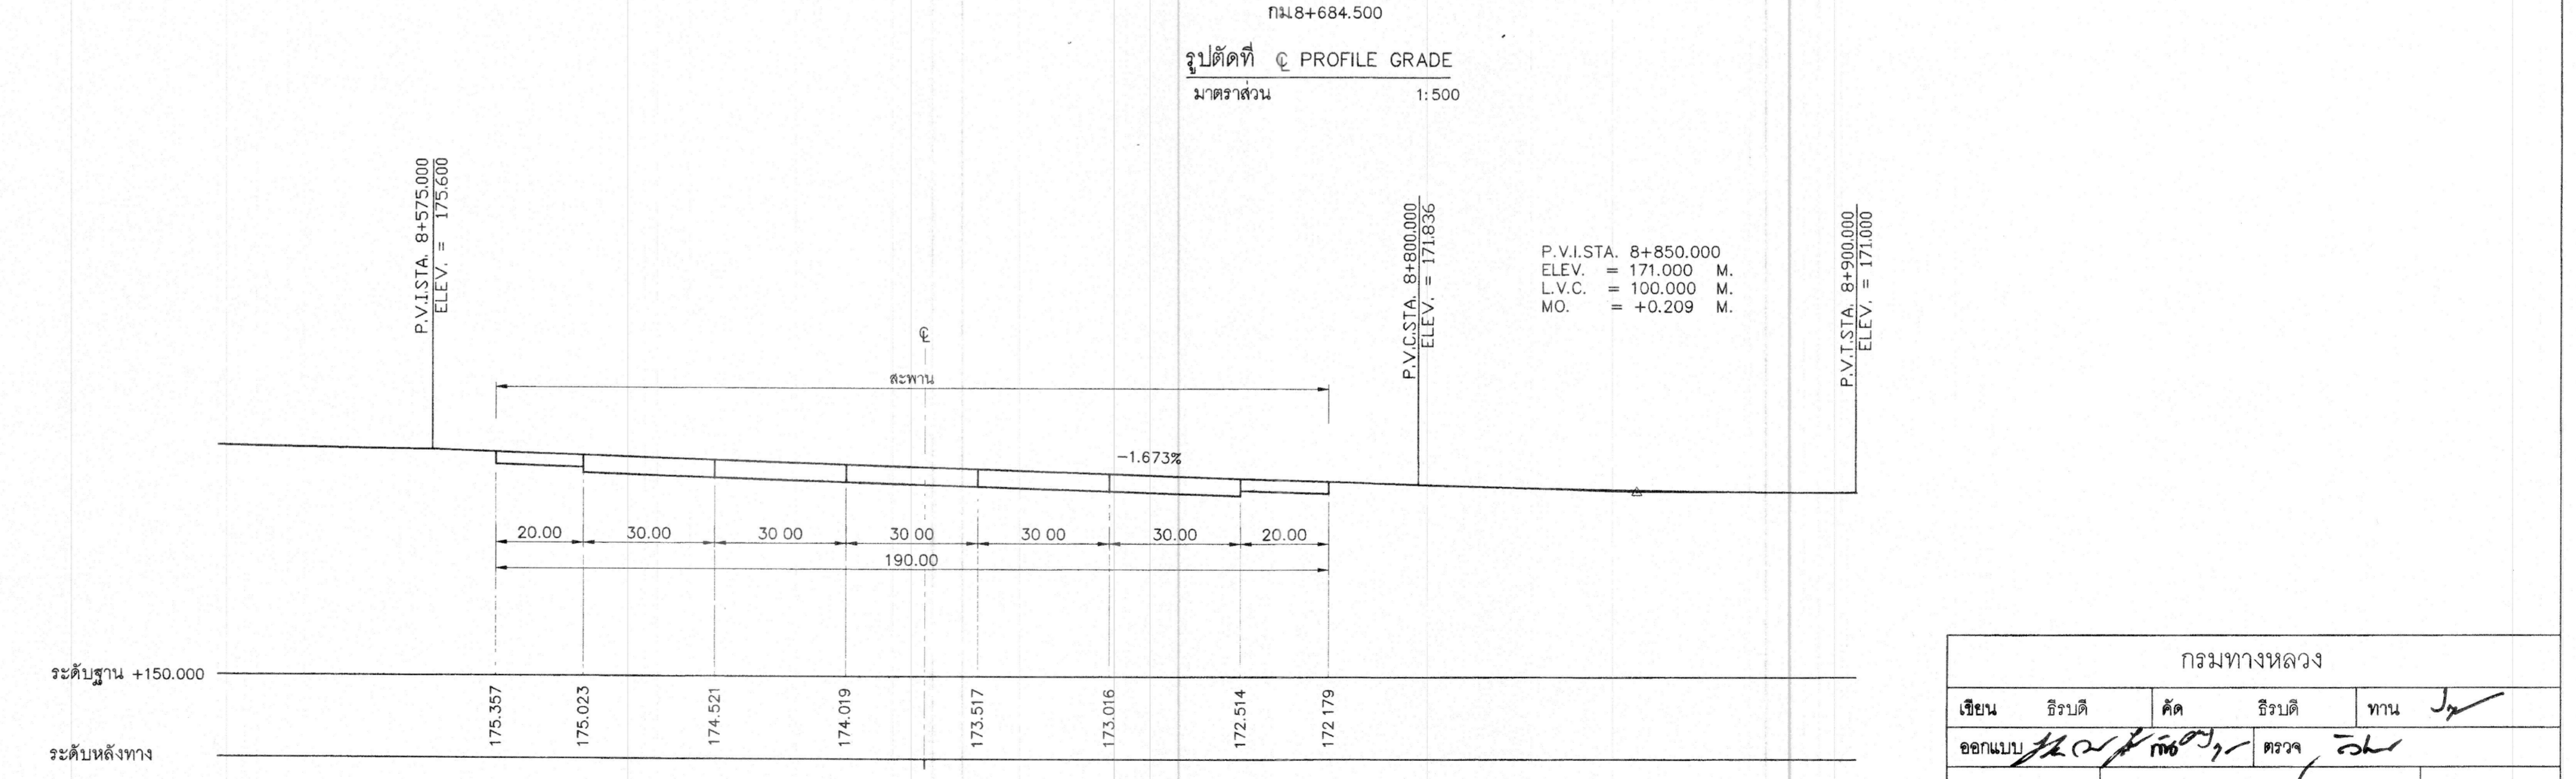 กม.8+684.500
รูปตัดที่ ℄ PROFILE GRADE
มาตราส่วน 1:500
P.V.I.STA. 8+575.000
ELEV. = 175.600
P.V.C.STA. 8+800.000
ELEV. = 171.836
P.V.I.STA. 8+850.000
ELEV. = 171.000 M.
L.V.C. = 100.000 M.
MO. = +0.209 M.
P.V.T.STA. 8+900.000
ELEV. = 171.000
℄
สะพาน
-1.673%
20.00 30.00 30 00 30 00 30 00 30.00 20.00
190.00
ระดับฐาน +150.000
175.357 175.023 174.521 174.019 173.517 173.016 172.514 172 179
ระดับหลังทาง
กรมทางหลวง
เขียน ธีรบดี คัด ธีรบดี ทาน
ออกแบบ ตรวจ